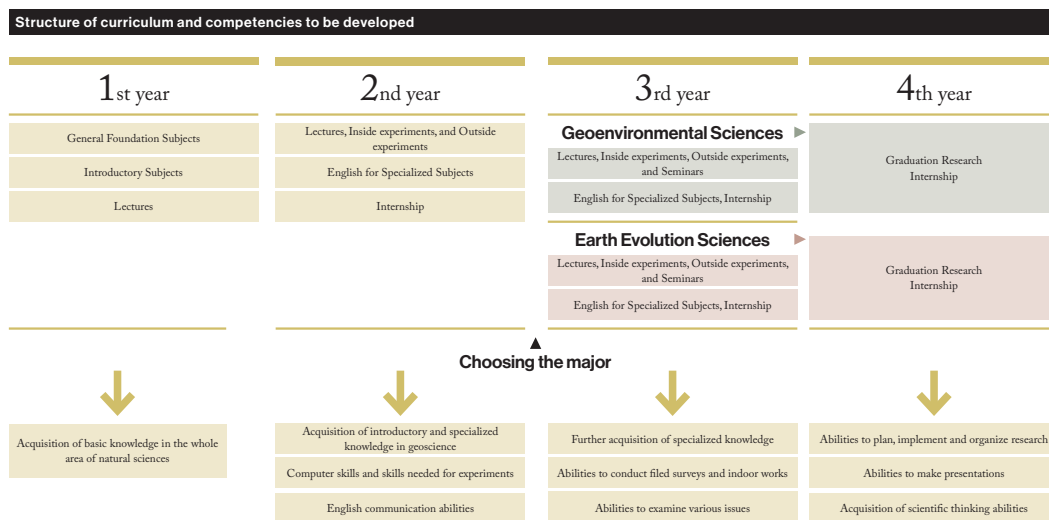 Structure of curriculum and competencies to be developed
1st year
General Foundation Subjects
Introductory Subjects
Lectures
2nd year
Lectures, Inside experiments, and Outside
experiments
English for Specialized Subjects
Internship
3rd year
Geoenvironmental Sciences
Lectures, Inside experiments, Outside experiments,
and Seminars
English for Specialized Subjects, Internship
Earth Evolution Sciences
Lectures, Inside experiments, Outside experiments,
and Seminars
English for Specialized Subjects, Internship
4th year
Graduation Research
Internship
Graduation Research
Internship
Choosing the major
Acquisition of basic knowledge in the whole
area of natural sciences
Acquisition of introductory and specialized
knowledge in geoscience
Computer skills and skills needed for experiments
English communication abilities
Further acquisition of specialized knowledge
Abilities to conduct filed surveys and indoor works
Abilities to examine various issues
Abilities to plan, implement and organize research
Abilities to make presentations
Acquisition of scientific thinking abilities